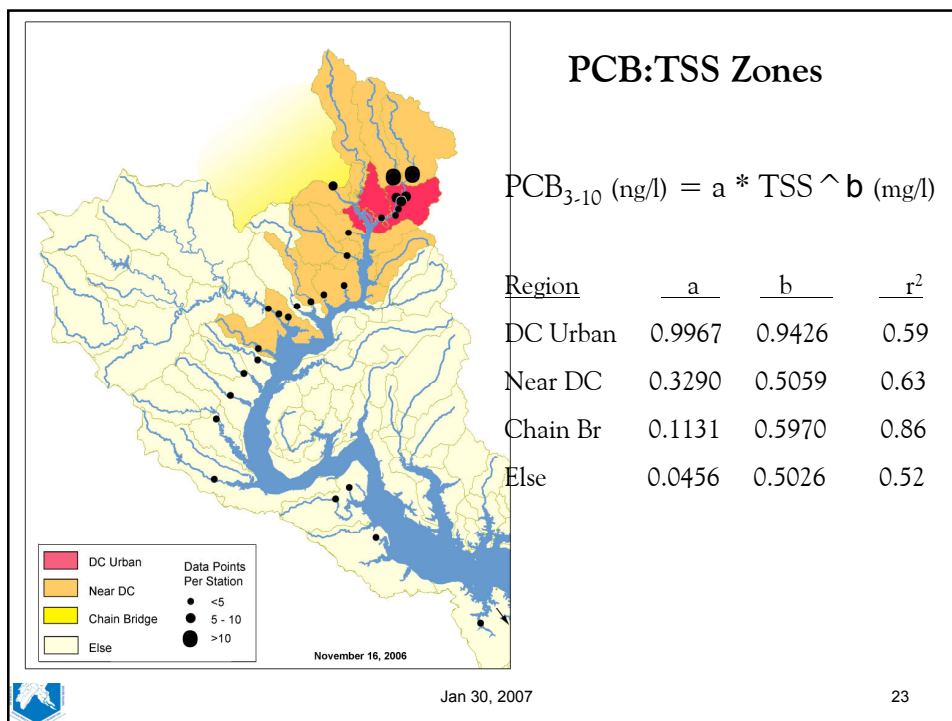 PCB:TSS Zones
PCB3-10 (ng/l) = a * TSS ^ b (mg/l)
Region a b r2
DC Urban 0.9967 0.9426 0.59
Near DC 0.3290 0.5059 0.63
Chain Br 0.1131 0.5970 0.86
Else 0.0456 0.5026 0.52
DC Urban
Near DC
Chain Bridge
Else
Data Points
Per Station
<5
5 - 10
>10
November 16, 2006
Jan 30, 2007
23